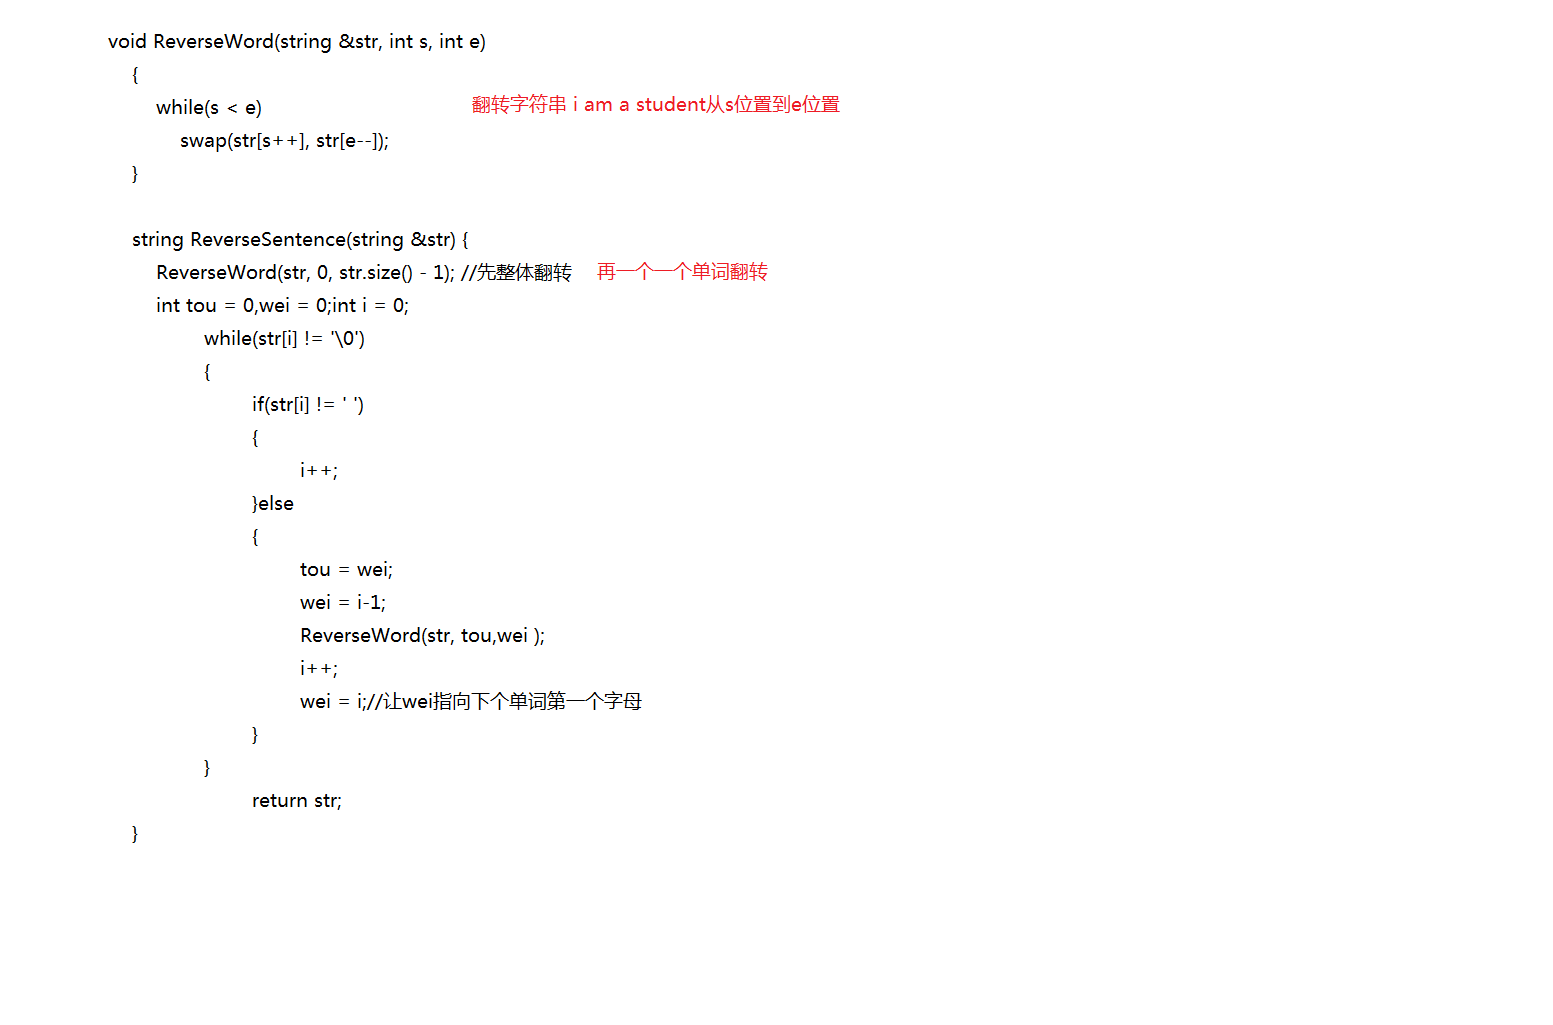 void ReverseWord(string &str, int s, int e)
{
while(s < e) 翻转字符串 i am a student从s位置到e位置
swap(str[s++], str[e--]);
}
string ReverseSentence(string &str) {
ReverseWord(str, 0, str.size() - 1); //先整体翻转 再一个一个单词翻转
int tou = 0,wei = 0;int i = 0;
while(str[i] != '\0')
{
if(str[i] != ' ')
{
i++;
}else
{
tou = wei;
wei = i-1;
ReverseWord(str, tou,wei );
i++;
wei = i;//让wei指向下个单词第一个字母
}
}
return str;
}